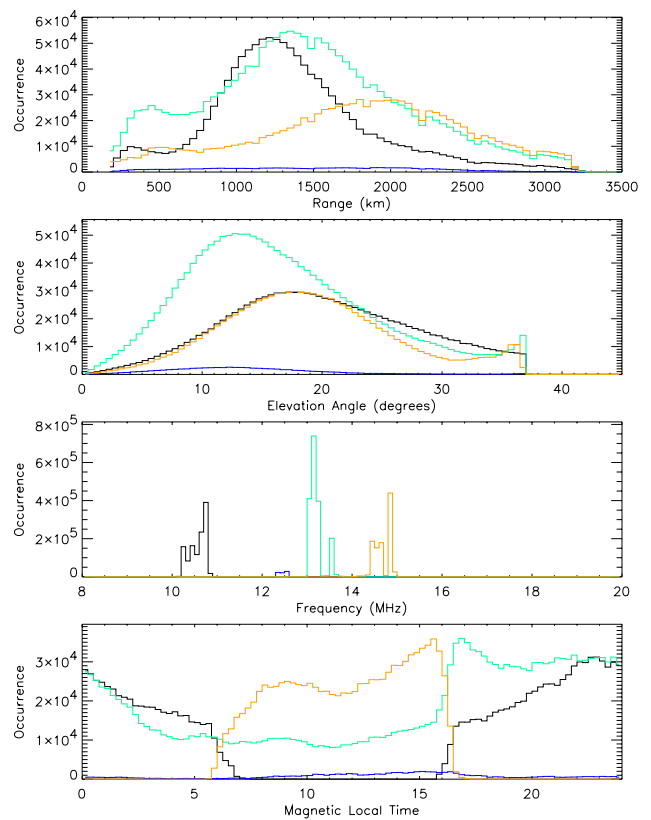 6×10⁴
5×10⁴
4×10⁴
3×10⁴
2×10⁴
1×10⁴
0
Occurrence
0 500 1000 1500 2000 2500 3000 3500
Range (km)
5×10⁴
4×10⁴
3×10⁴
2×10⁴
1×10⁴
0
Occurrence
0 10 20 30 40
Elevation Angle (degrees)
8×10⁵
6×10⁵
4×10⁵
2×10⁵
0
Occurrence
8 10 12 14 16 18 20
Frequency (MHz)
3×10⁴
2×10⁴
1×10⁴
0
Occurrence
0 5 10 15 20
Magnetic Local Time